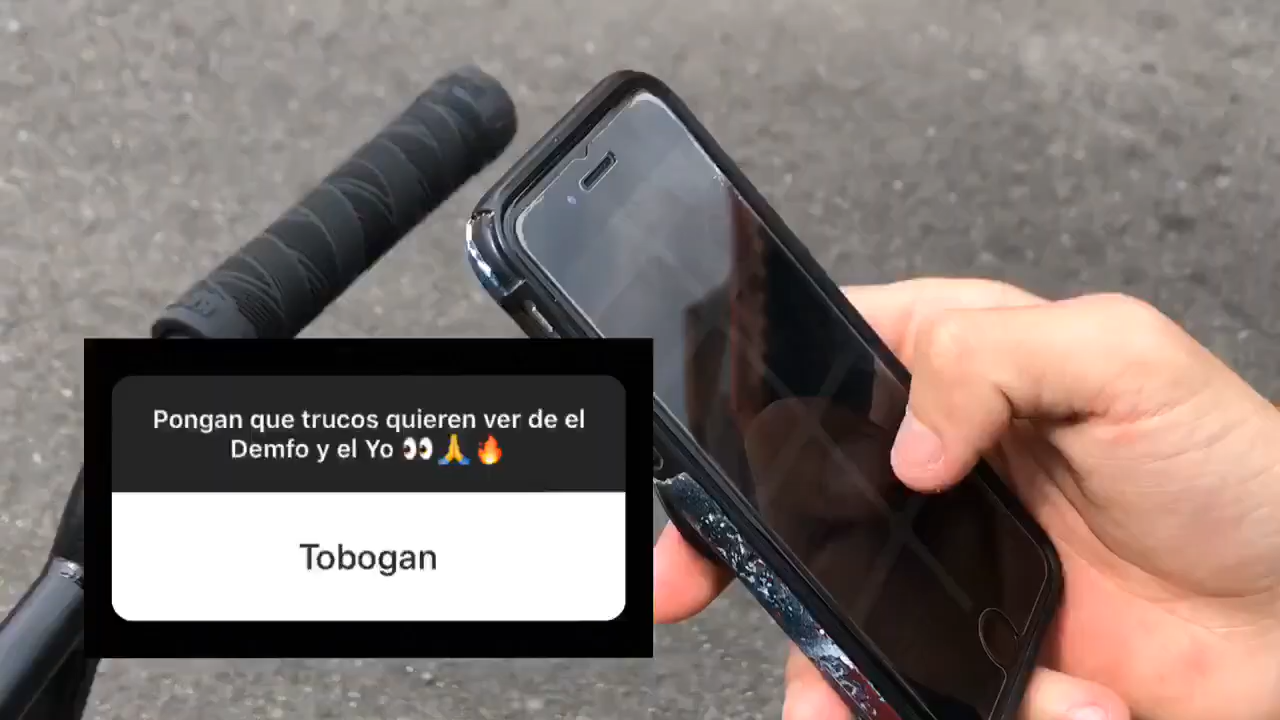 Pongan que trucos quieren ver de el
Demfo y el Yo 👀🙏🔥
Tobogan